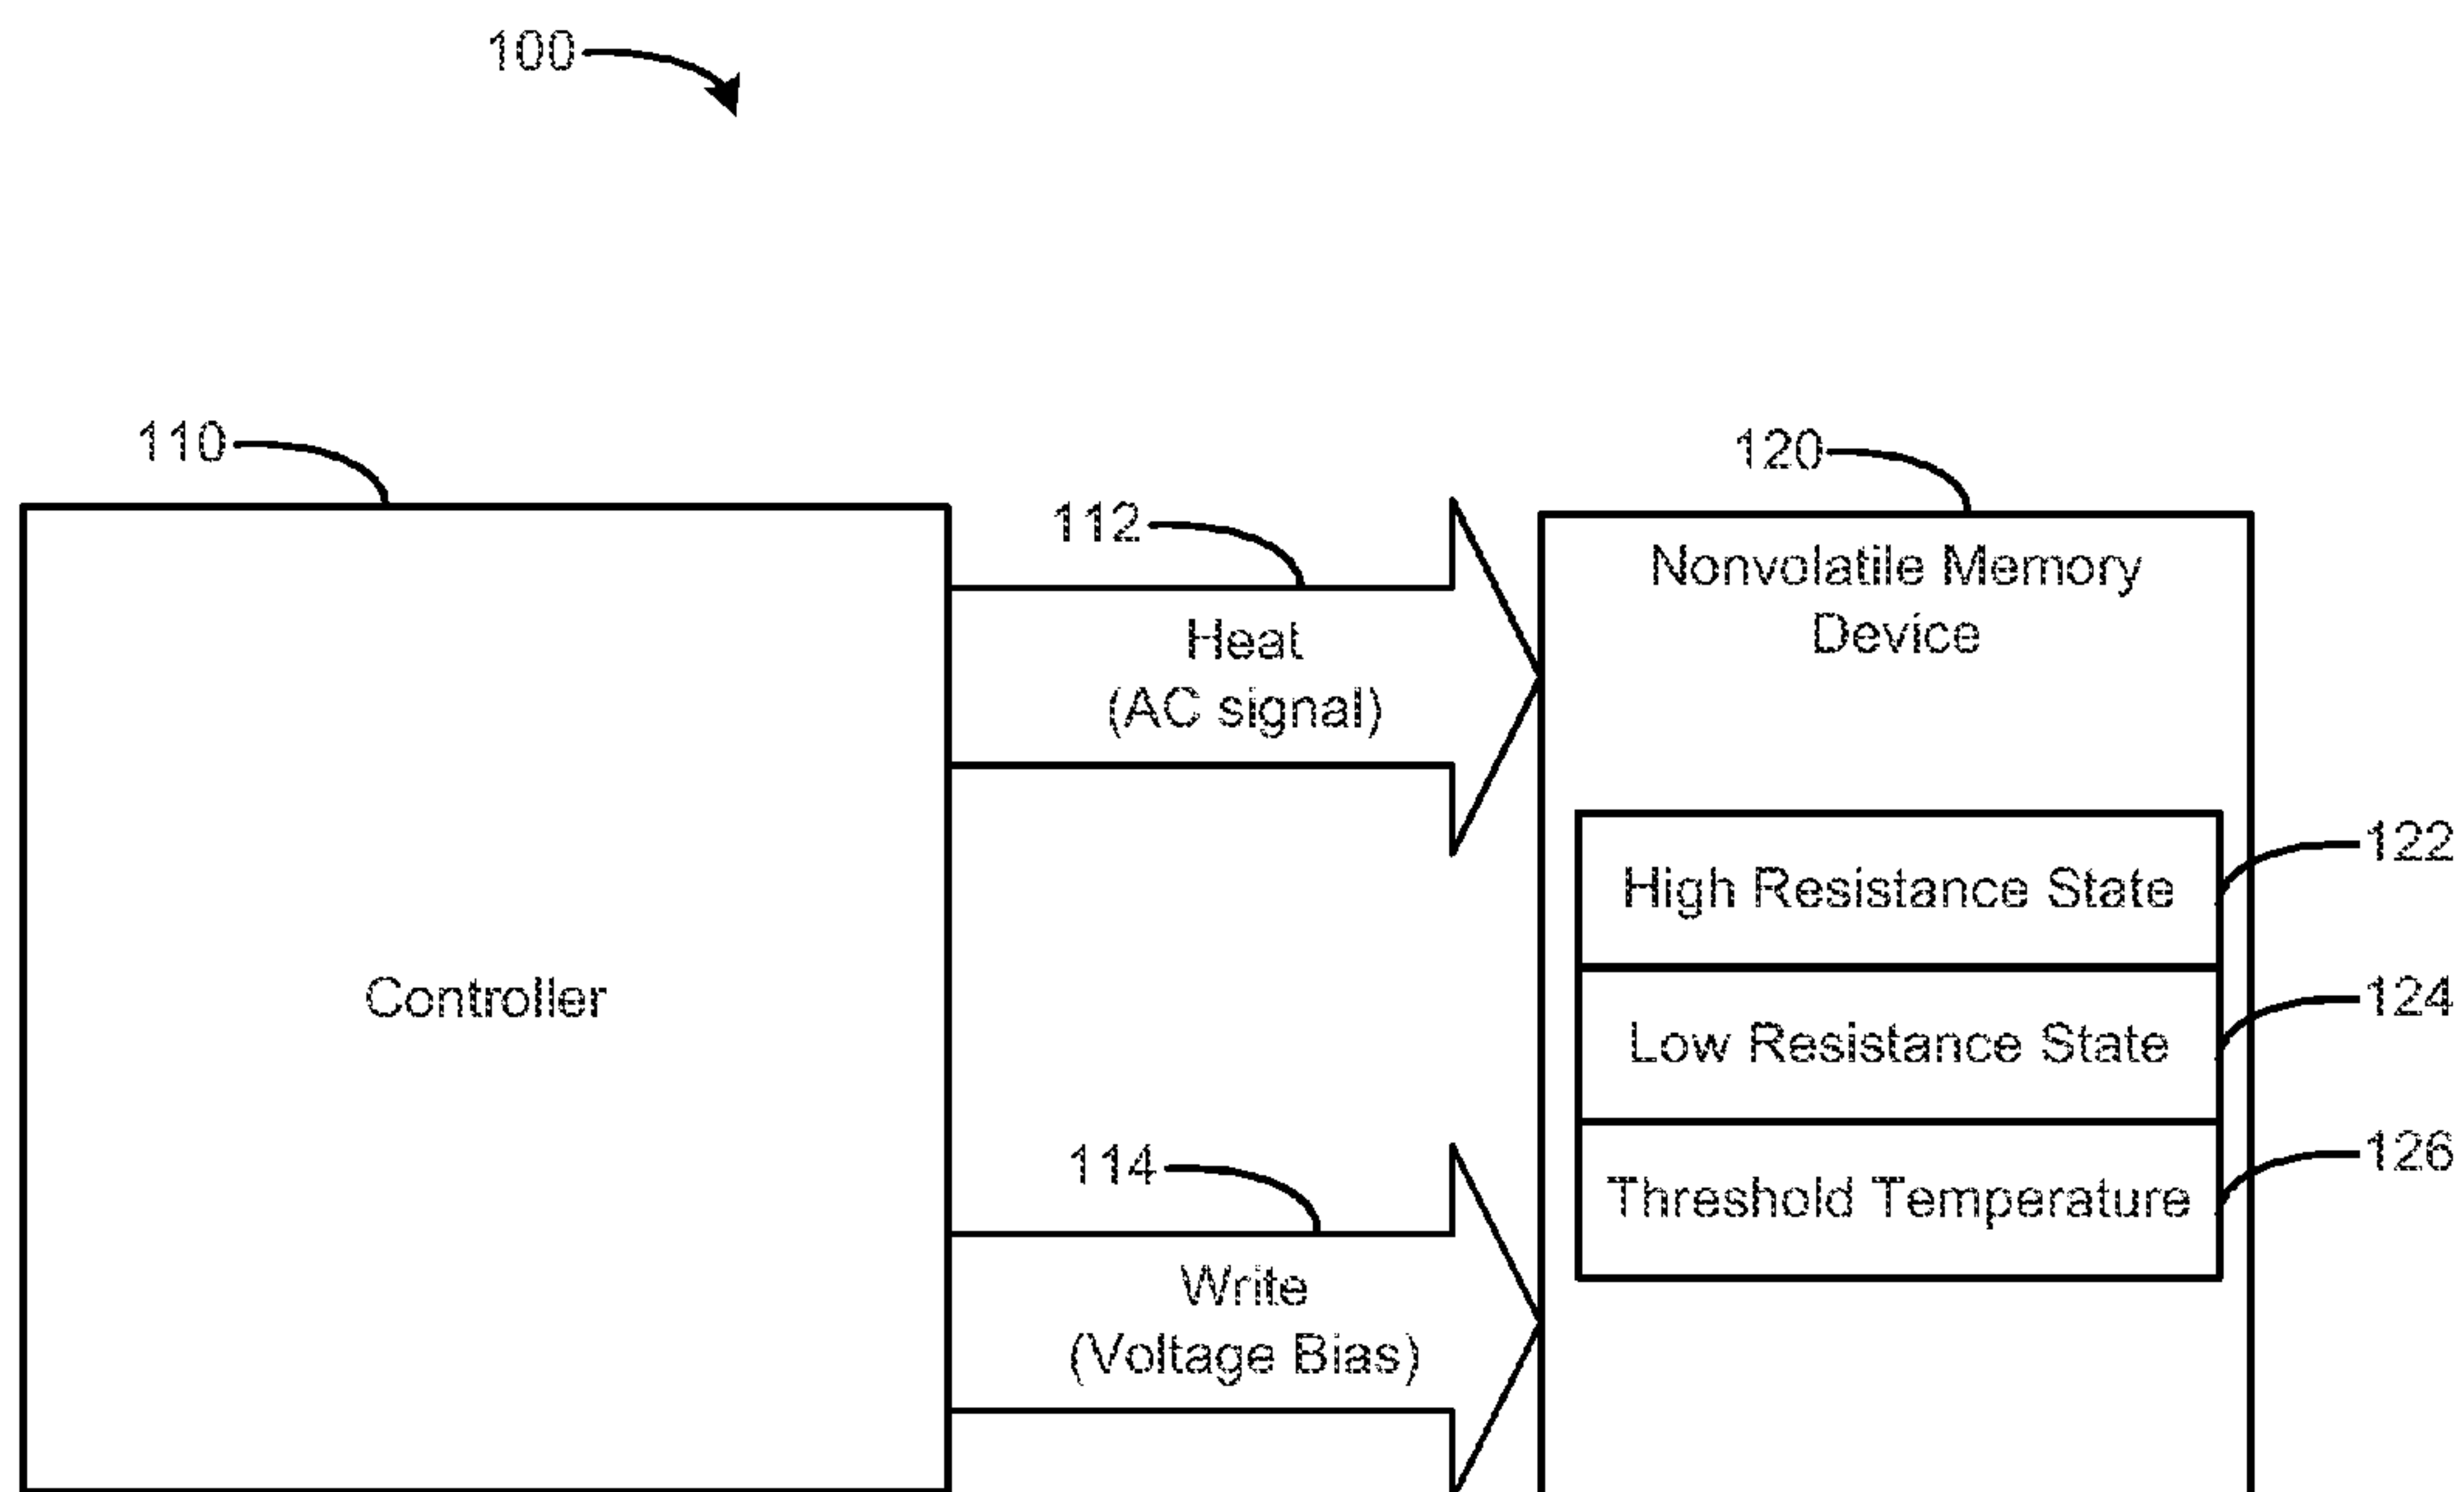 100
110
120
112
Nonvolatile Memory
Device
Heat
(AC signal)
122
High Resistance State
Controller
124
Low Resistance State
114
126
Threshold Temperature
Write
(Voltage Bias)